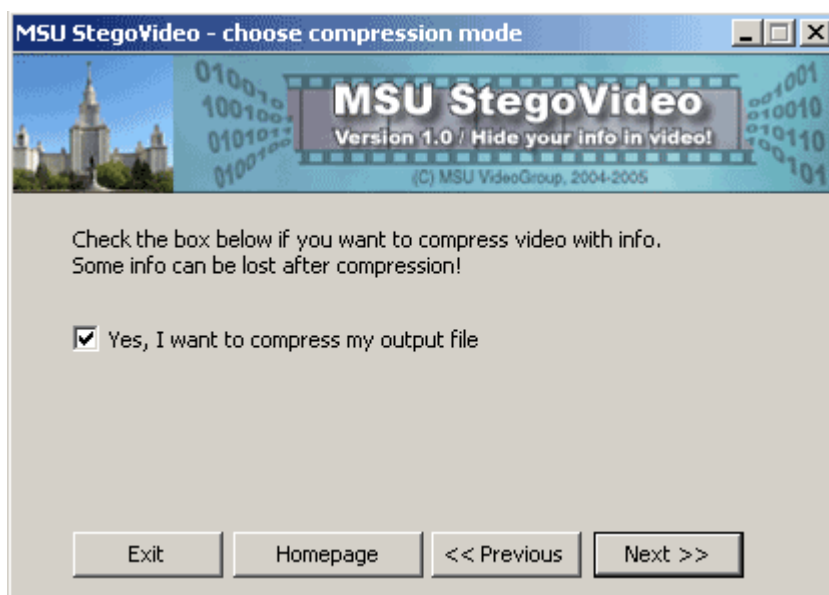 MSU StegoVideo - choose compression mode
MSU StegoVideo
Version 1.0 / Hide your info in video!
(C) MSU VideoGroup, 2004-2005
Check the box below if you want to compress video with info.
Some info can be lost after compression!
Yes, I want to compress my output file
Exit
Homepage
<< Previous
Next >>